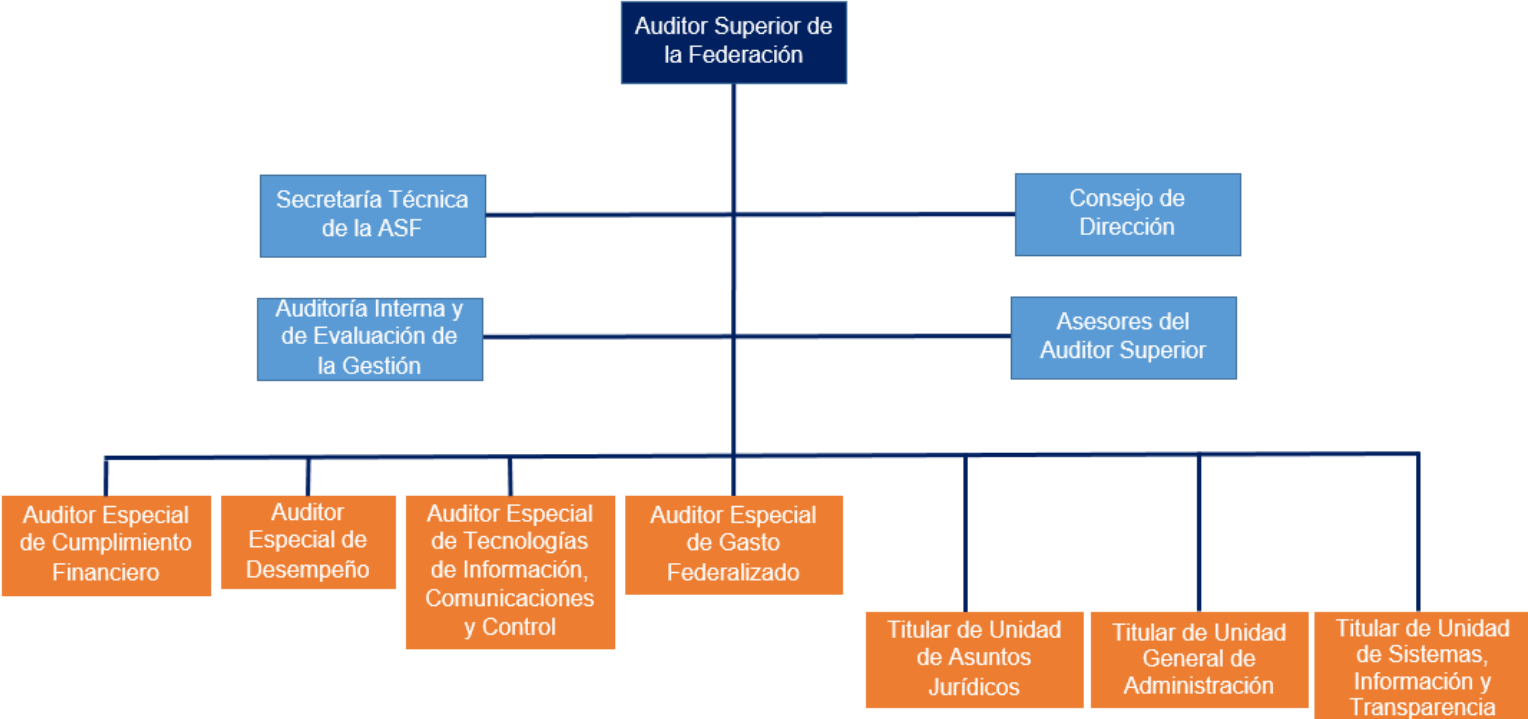 Auditor Superior de
la Federación
Secretaría Técnica
de la ASF
Consejo de
Dirección
Auditoría Interna y
de Evaluación de
la Gestión
Asesores del
Auditor Superior
Auditor Especial
de Cumplimiento
Financiero
Auditor
Especial de
Desempeño
Auditor Especial
de Tecnologías
de Información,
Comunicaciones
y Control
Auditor Especial
de Gasto
Federalizado
Titular de Unidad
de Asuntos
Jurídicos
Titular de Unidad
General de
Administración
Titular de Unidad
de Sistemas,
Información y
Transparencia